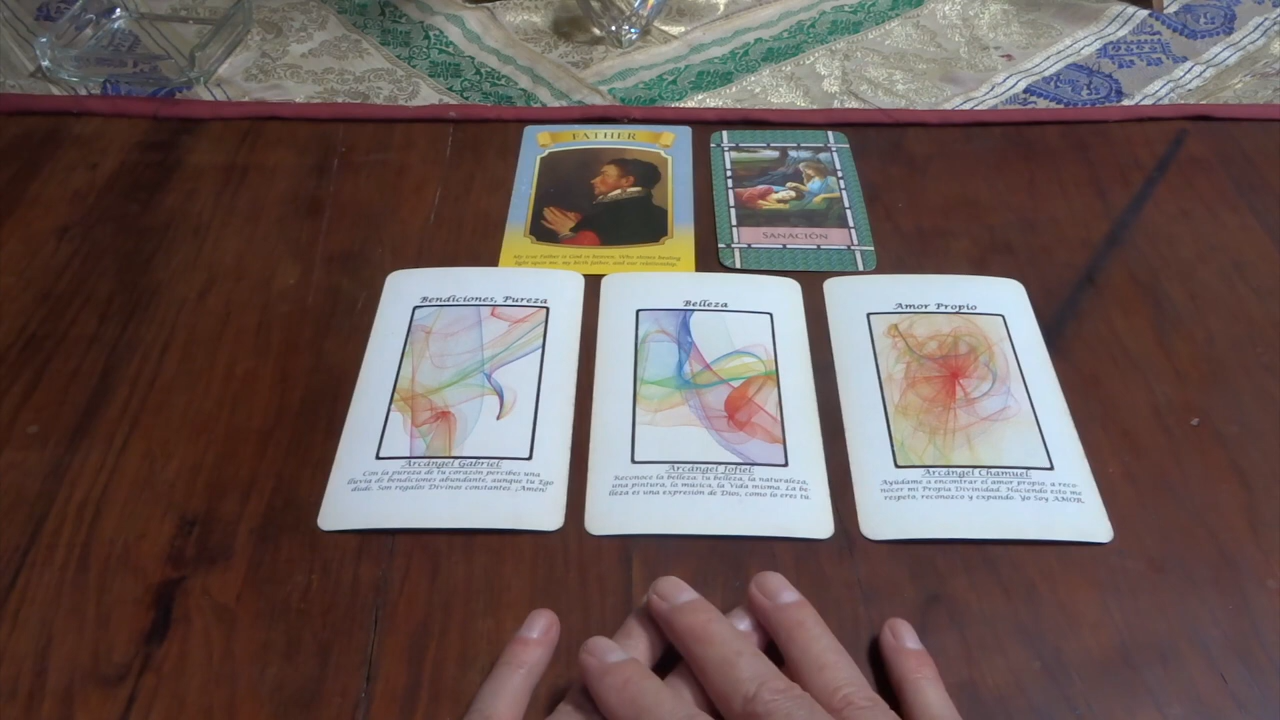 FATHER
My true Father is God in heaven, Who shines healing
light upon me, my birth father, and our relationship.
SANACIÓN
Bendiciones, Pureza
Arcángel Gabriel:
Con la pureza de tu corazón percibes una
lluvia de bendiciones abundante, aunque tu Ego
dude. Son regalos Divinos constantes. ¡Amén!
Belleza
Arcángel Jofiel:
Reconoce la belleza: tu belleza, la naturaleza,
una pintura, la música, la Vida misma. La be-
lleza es una expresión de Dios, como lo eres tú.
Amor Propio
Arcángel Chamuel:
Ayúdame a encontrar el amor propio, a reco-
nocer mi Propia Divinidad. Haciendo esto me
respeto, reconozco y expando. Yo Soy AMOR.